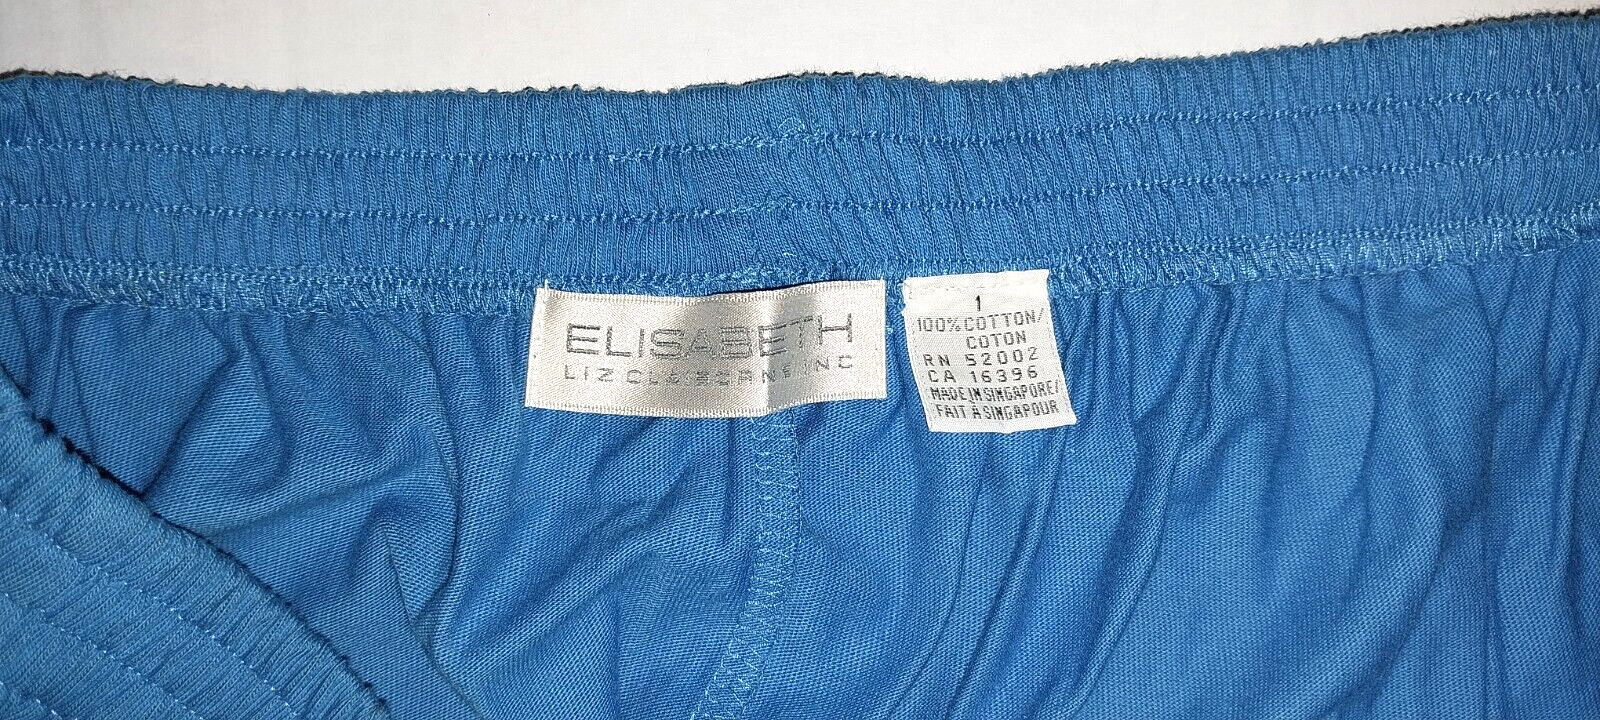 ELISABETH
LIZ CLAIBORNE INC
1
100% COTTON/
COTON
RN 52002
CA 16396
MADE IN SINGAPORE/
FAIT À SINGAPOUR